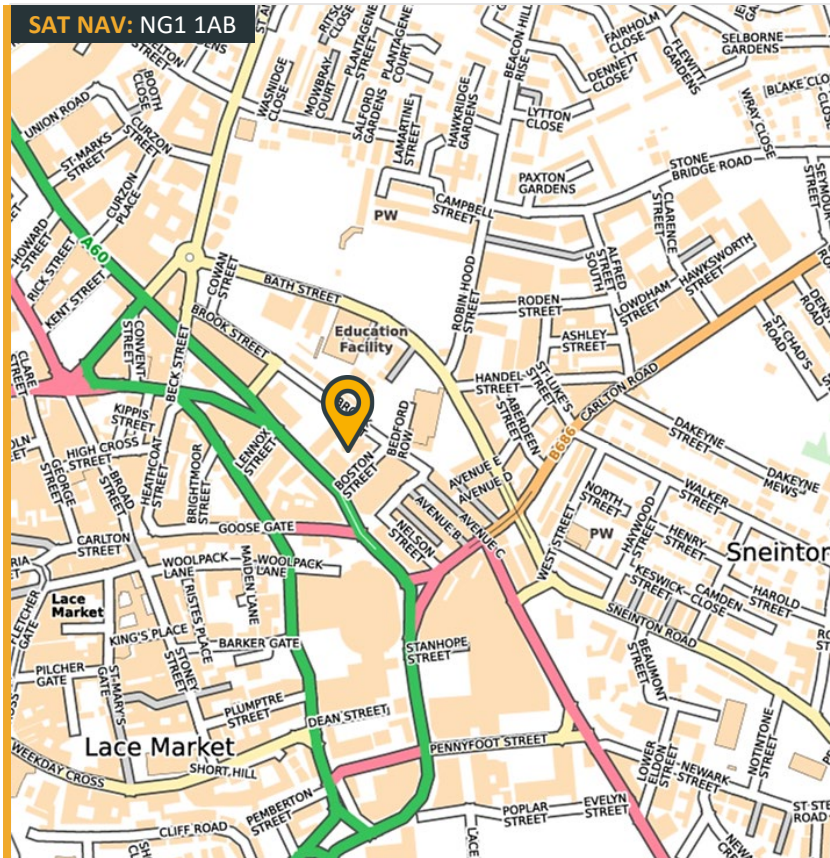 SAT NAV: NG1 1AB
BOOTH
CLOSE
UNION ROAD
ST MARKS
STREET
CURZON
STREET
CURZON
PLACE
HOWARD
STREET
RICK STREET
KENT STREET
A60
WASNIDGE
CLOSE
MOWBRAY
COURT
PLANTAGENET
STREET
PLANTAGENET
COURT
SALFORD
GARDENS
LAMARTINE
STREET
HAWKRIDGE
GARDENS
BEACON HILL
RISE
FAIRHOLM
CLOSE
DENNETT
CLOSE
FLEWITT
GARDENS
SELBORNE
GARDENS
LYTTON
CLOSE
WRAY CLOSE
STONE
BRIDGE ROAD
PAXTON
GARDENS
CAMPBELL
STREET
PW
CLARENCE
STREET
ALFRED
STREET
SOUTH
HAWKSWORTH
STREET
LOWDHAM
STREET
COWAN
STREET
BATH STREET
BROOK STREET
BECK STREET
CONVENT
STREET
Education
Facility
ROBIN HOOD
STREET
RODEN
STREET
ASHLEY
STREET
ST-CHAD'S
ROAD
HANDEL
STREET
ST-LUKE'S
STREET
ABERDEEN
STREET
CARLTON ROAD
B686
CLARE
STREET
KIPPIS
STREET
HIGH CROSS
STREET
GEORGE
STREET
BROAD
STREET
HEATHCOAT
STREET
BRIGHTMOOR
STREET
LENNOX
STREET
BOSTON
STREET
BEDFORD
ROW
AVENUE E
AVENUE D
AVENUE B
AVENUE C
NELSON
STREET
DAKEYNE
STREET
DAKEYNE
MEWS
WALKER
STREET
NORTH
STREET
PW
HARWOOD
STREET
HENRY
STREET
WEST STREET
KESWICK
STREET
CAMDEN
CLOSE
HAROLD
STREET
SNEINTON ROAD
BEAUMONT
STREET
CARLTON
STREET
GOOSE GATE
WOOLPACK
LANE
WOOLPACK
LANE
MAIDEN LANE
Lace
Market
FLETCHER
GATE
KING'S PLACE
BARKER GATE
PILCHER
GATE
ST-MARY'S
GATE
STONEY
STREET
STANHOPE
STREET
PLUMPTRE
STREET
DEAN STREET
PENNYFOOT STREET
Lace Market
WEEKDAY CROSS
SHORT HILL
PEMBERTON
STREET
CLIFF ROAD
POPLAR
STREET
EVELYN
STREET
LOWER
ELDON
STREET
NEWARK
STREET
NOTINTONE
STREET